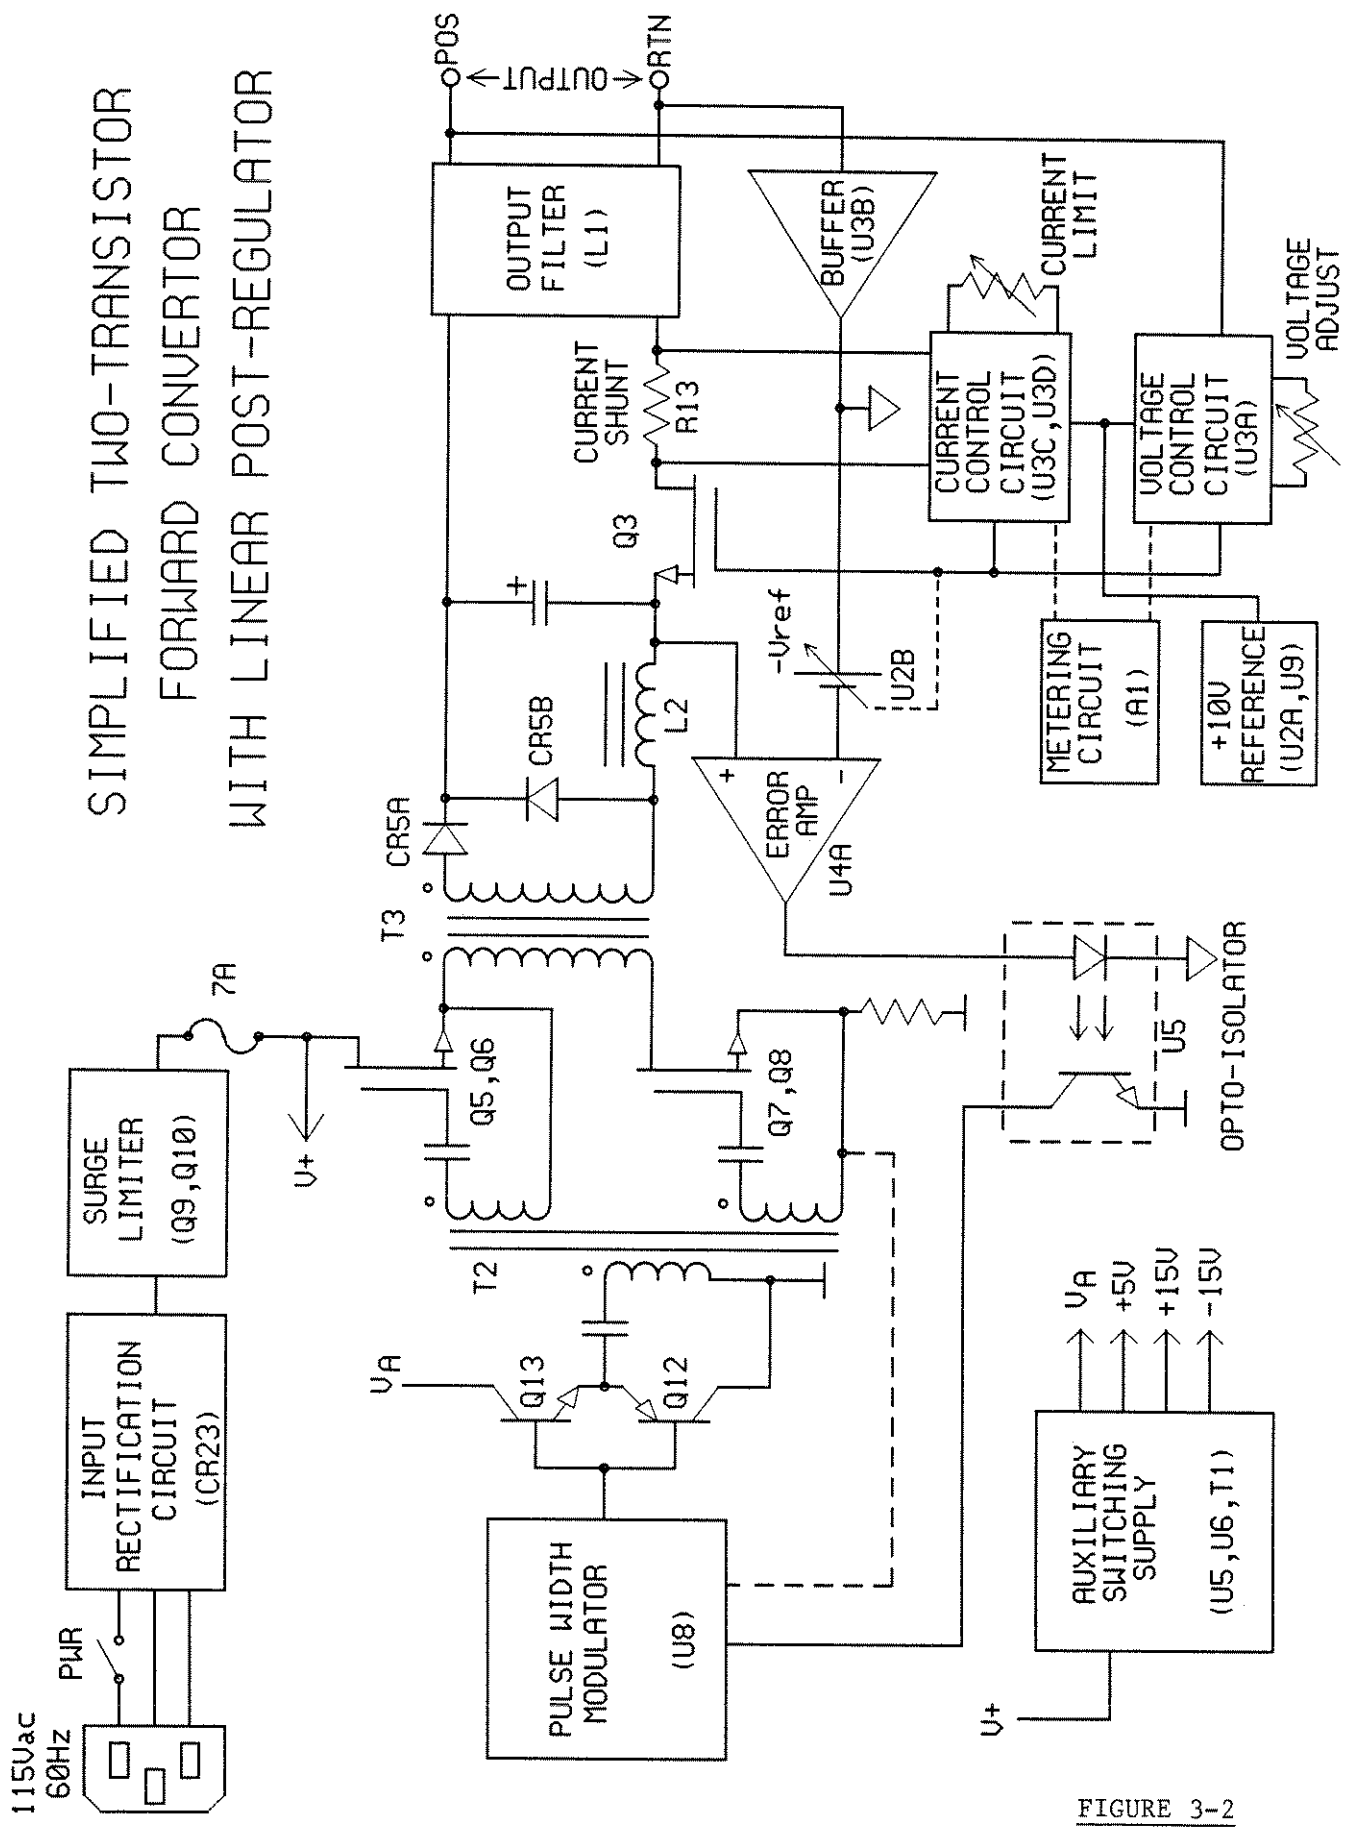 SIMPLIFIED TWO-TRANSISTOR
FORWARD CONVERTOR
WITH LINEAR POST-REGULATOR
115Vac
60Hz
PWR
INPUT
RECTIFICATION
CIRCUIT
(CR23)
SURGE
LIMITER
(Q9,Q10)
7A
V+
Q5,Q6
T3
CR5A
CR5B
L2
+
Q3
CURRENT
SHUNT
R13
OUTPUT
FILTER
(L1)
POS
OUTPUT
RTN
VA
Q13
Q12
T2
Q7,Q8
PULSE WIDTH
MODULATOR
(U8)
ERROR
AMP
+
-
U4A
-Vref
U2B
BUFFER
(U3B)
CURRENT
CONTROL
CIRCUIT
(U3C,U3D)
CURRENT
LIMIT
VOLTAGE
CONTROL
CIRCUIT
(U3A)
VOLTAGE
ADJUST
METERING
CIRCUIT
(A1)
+10V
REFERENCE
(U2A,U9)
U5
OPTO-ISOLATOR
V+
AUXILIARY
SWITCHING
SUPPLY
(U5,U6,T1)
VA
+5V
+15V
-15V
FIGURE 3-2